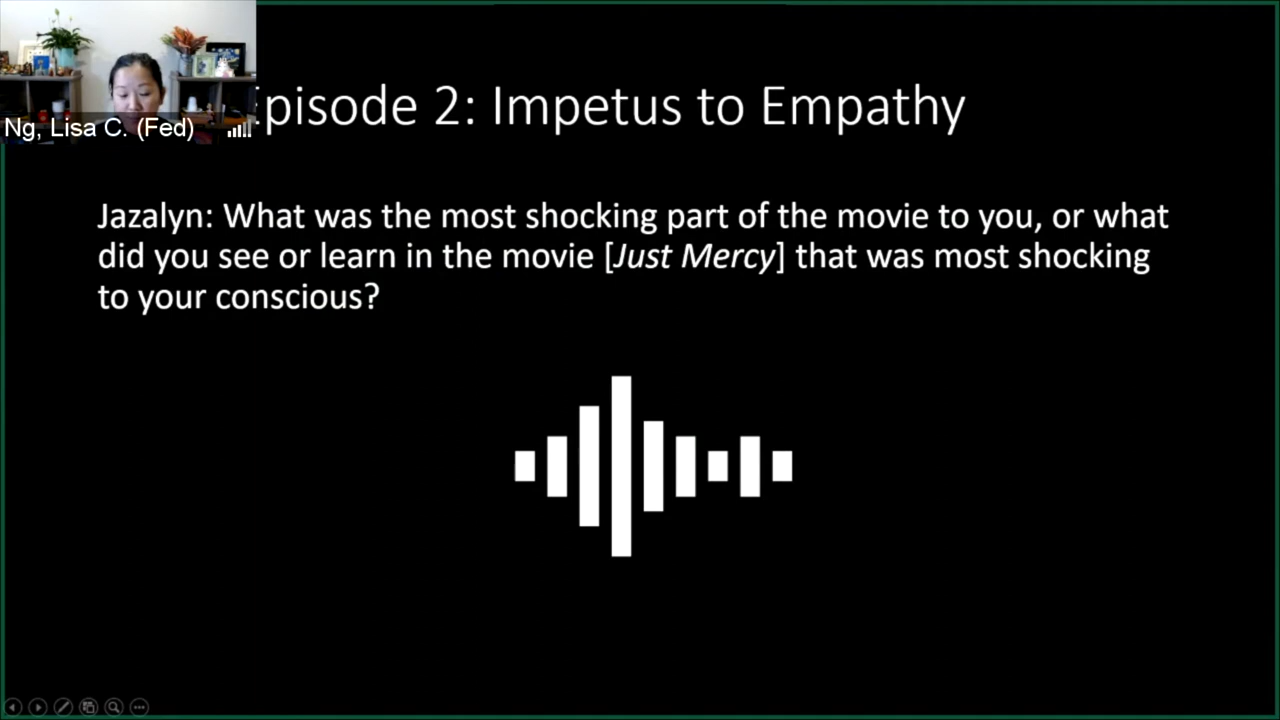 Ng, Lisa C. (Fed)
Episode 2: Impetus to Empathy
Jazalyn: What was the most shocking part of the movie to you, or what
did you see or learn in the movie [Just Mercy] that was most shocking
to your conscious?